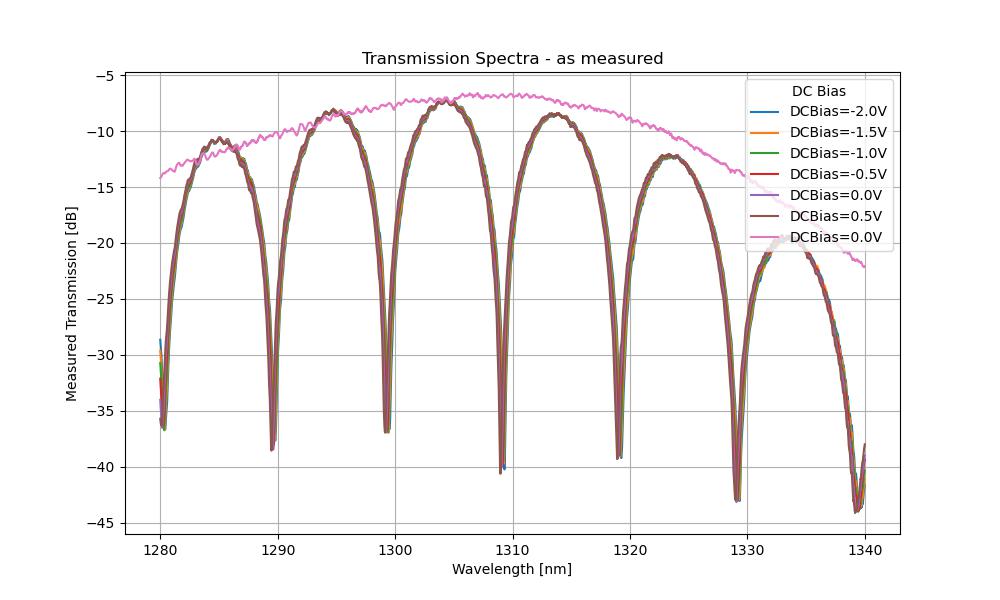 Transmission Spectra - as measured
DC Bias
DCBias=-2.0V
DCBias=-1.5V
DCBias=-1.0V
DCBias=-0.5V
DCBias=0.0V
DCBias=0.5V
DCBias=0.0V
Measured Transmission [dB]
−5
−10
−15
−20
−25
−30
−35
−40
−45
1280 1290 1300 1310 1320 1330 1340
Wavelength [nm]